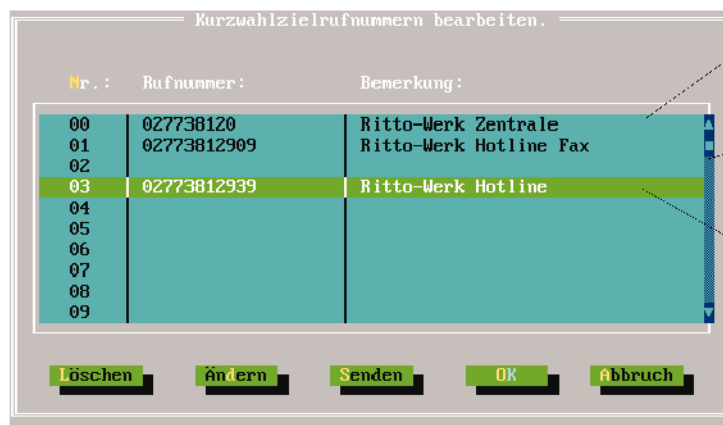 Kurzwahlzielrufnummern bearbeiten.
Nr.: Rufnummer: Bemerkung:
00 027738120 Ritto-Werk Zentrale
01 02773812909 Ritto-Werk Hotline Fax
02
03 02773812939 Ritto-Werk Hotline
04
05
06
07
08
09
Löschen Ändern Senden OK Abbruch